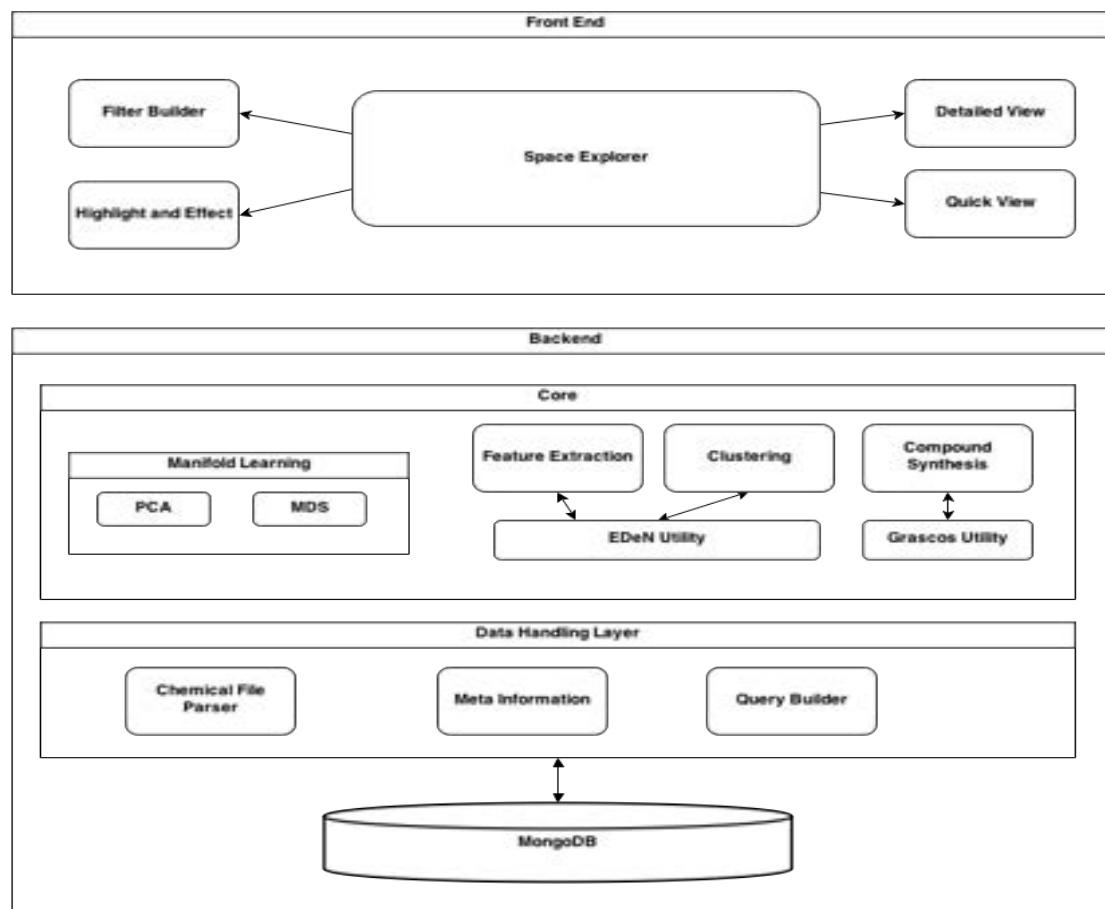 Front End
Filter Builder
Detailed View
Space Explorer
Highlight and Effect
Quick View
Backend
Core
Feature Extraction
Clustering
Compound
Synthesis
Manifold Learning
PCA
MDS
EDeN Utility
Grascos Utility
Data Handling Layer
Chemical File
Parser
Meta Information
Query Builder
MongoDB